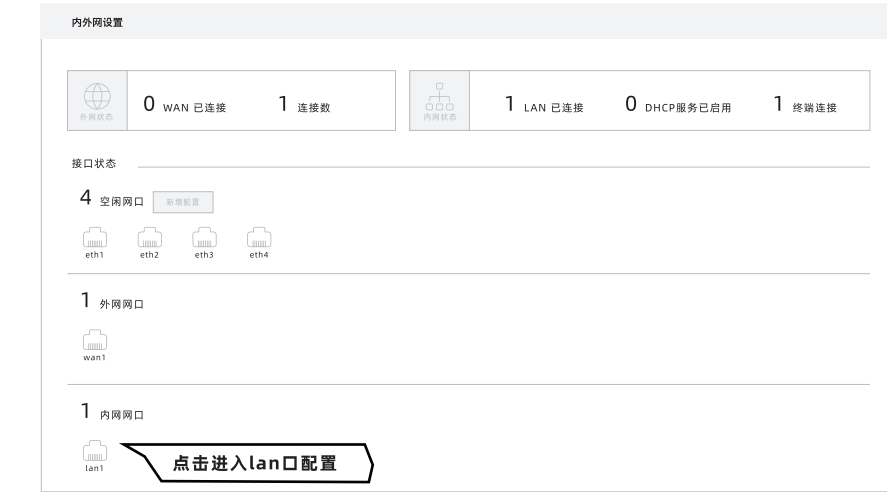 内外网设置
外网状态 0 WAN 已连接 1 连接数 内网状态 1 LAN 已连接 0 DHCP服务已启用 1 终端连接
接口状态
4 空闲网口 新增配置
eth1 eth2 eth3 eth4
1 外网网口
wan1
1 内网网口
lan1 点击进入lan口配置